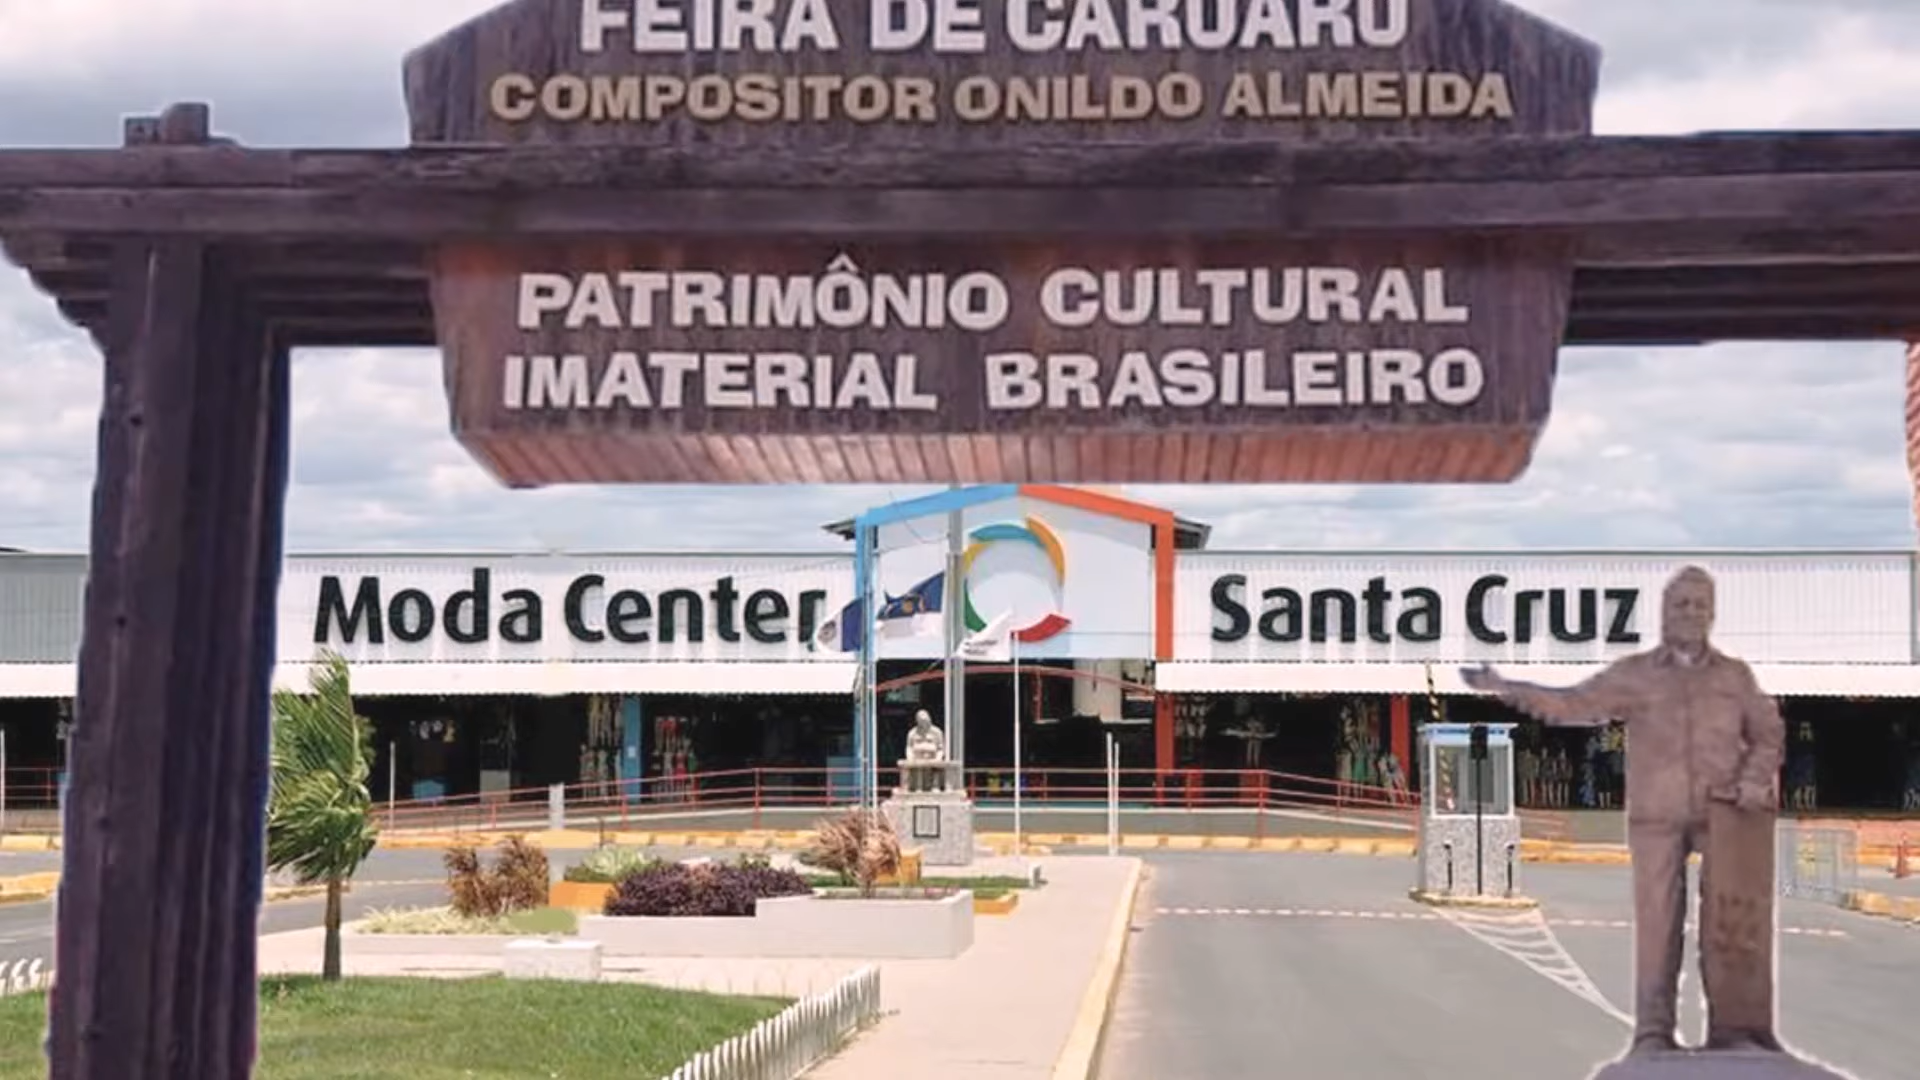 FEIRA DE CARUARU
COMPOSITOR ONILDO ALMEIDA
PATRIMÔNIO CULTURAL
IMATERIAL BRASILEIRO
Moda Center Santa Cruz